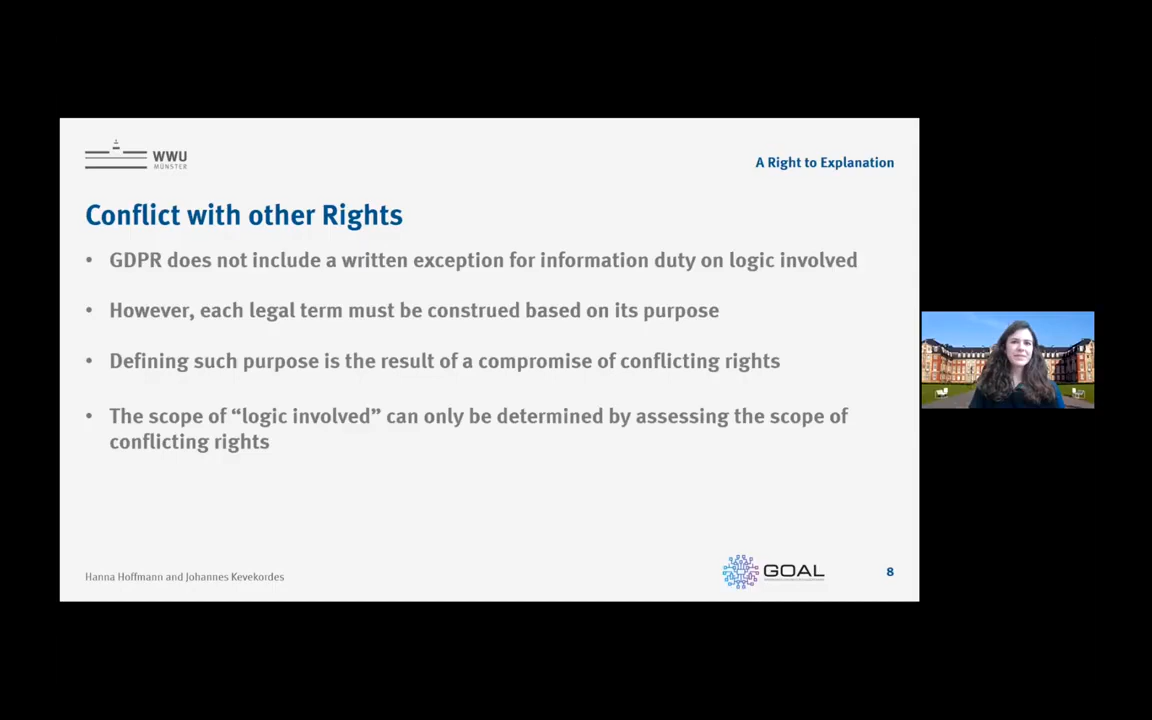 WWU
MÜNSTER
A Right to Explanation
Conflict with other Rights
• GDPR does not include a written exception for information duty on logic involved
• However, each legal term must be construed based on its purpose
• Defining such purpose is the result of a compromise of conflicting rights
• The scope of “logic involved” can only be determined by assessing the scope of
conflicting rights
Hanna Hoffmann and Johannes Kevekordes
GOAL
8